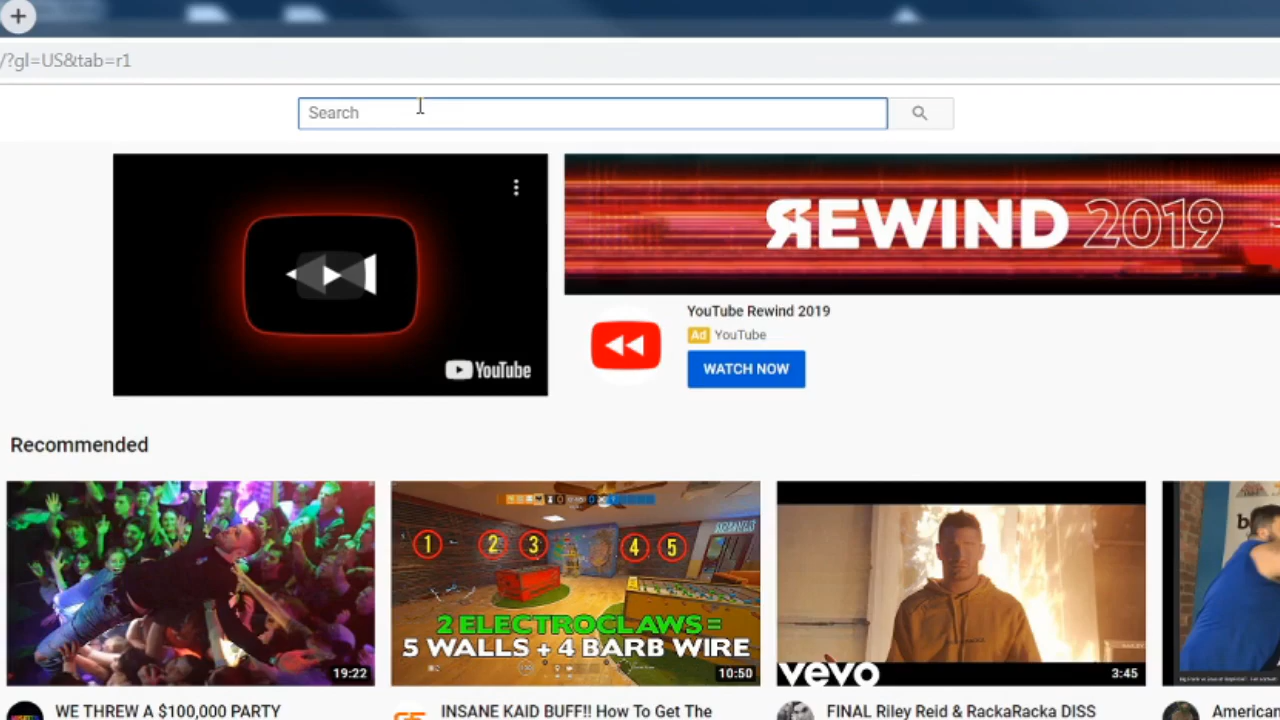 /?gl=US&tab=r1
Search
REWIND 2019
YouTube
YouTube Rewind 2019
Ad YouTube
WATCH NOW
Recommended
1 2 3 4 5
2 ELECTROCLAWS =
5 WALLS + 4 BARB WIRE
vevo
19:22
10:50
3:45
WE THREW A $100,000 PARTY
INSANE KAID BUFF!! How To Get The
FINAL Riley Reid & RackaRacka DISS
American